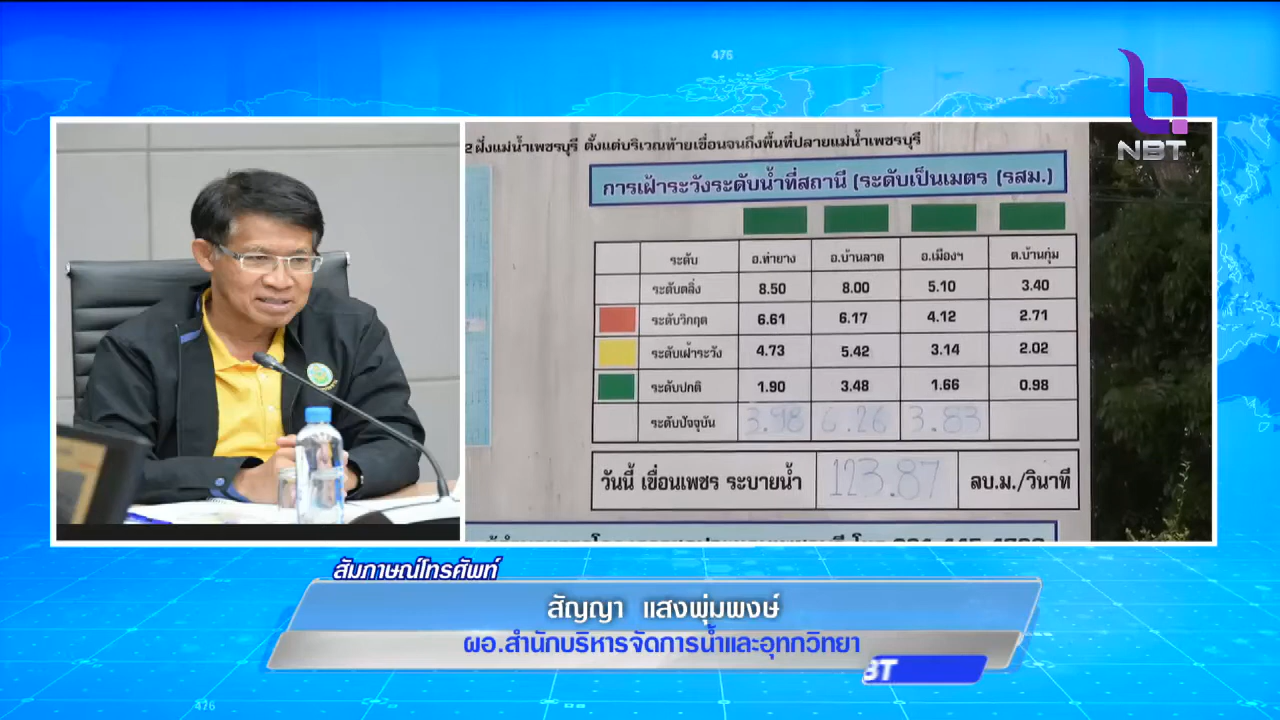 476
NBT
2 ฝั่งแม่น้ำเพชรบุรี ตั้งแต่บริเวณท้ายเขื่อนจนถึงพื้นที่ปลายแม่น้ำเพชรบุรี
การเฝ้าระวังระดับน้ำที่สถานี (ระดับเป็นเมตร (รสม.)
ระดับ อ.ท่ายาง อ.บ้านลาด อ.เมืองฯ ต.บ้านกุ่ม
ระดับตลิ่ง 8.50 8.00 5.10 3.40
ระดับวิกฤต 6.61 6.17 4.12 2.71
ระดับเฝ้าระวัง 4.73 5.42 3.14 2.02
ระดับปกติ 1.90 3.48 1.66 0.98
ระดับปัจจุบัน 3.98 6.26 3.83
วันนี้ เขื่อนเพชร ระบายน้ำ 123.87 ลบ.ม./วินาที
สัมภาษณ์โทรศัพท์
สัญญา แสงพุ่มพงษ์
ผอ.สำนักบริหารจัดการน้ำและอุทกวิทยา
BT
476